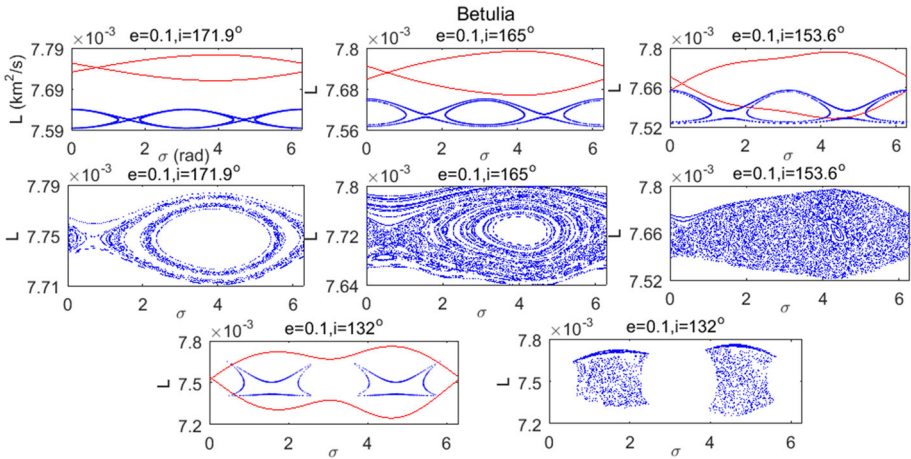 Betulia
×10⁻³ e=0.1,i=171.9°
7.79
7.69
7.59
L (km²/s)
0 2 4 6
σ (rad)
×10⁻³ e=0.1,i=165°
7.8
7.68
7.56
L
0 2 4 6
σ
×10⁻³ e=0.1,i=153.6°
7.8
7.66
7.52
L
0 2 4 6
σ
×10⁻³ e=0.1,i=171.9°
7.79
7.75
7.71
L
0 2 4 6
σ
×10⁻³ e=0.1,i=165°
7.8
7.72
7.64
L
0 2 4 6
σ
×10⁻³ e=0.1,i=153.6°
7.8
7.66
7.52
L
0 2 4 6
σ
×10⁻³ e=0.1,i=132°
7.8
7.5
7.2
L
0 2 4 6
σ
×10⁻³ e=0.1,i=132°
7.8
7.5
7.2
L
0 2 4 6
σ